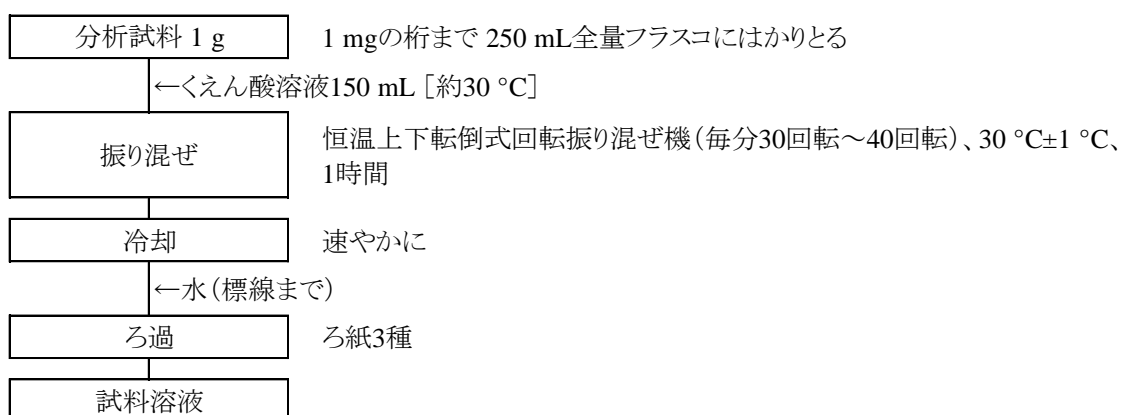 分析試料 1 g 1 mgの桁まで 250 mL全量フラスコにはかりとる
←くえん酸溶液150 mL ［約30 °C］
振り混ぜ 恒温上下転倒式回転振り混ぜ機（毎分30回転～40回転）、30 °C±1 °C、
1時間
冷却 速やかに
←水（標線まで）
ろ過 ろ紙3種
試料溶液